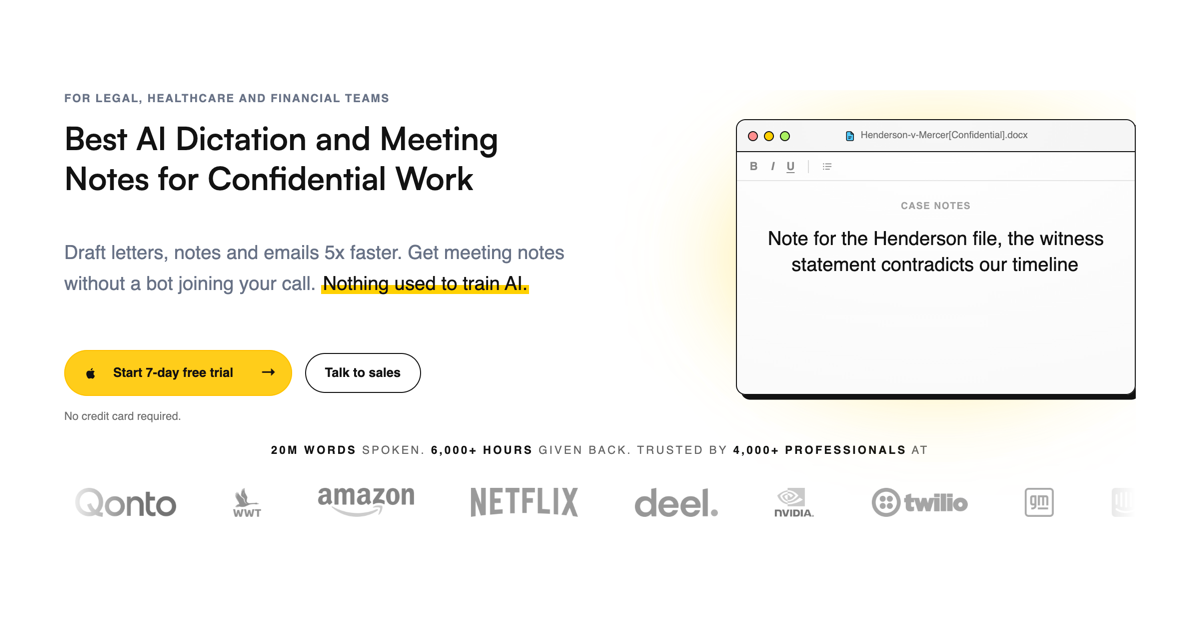 FOR LEGAL, HEALTHCARE AND FINANCIAL TEAMS
Best AI Dictation and Meeting
Notes for Confidential Work
Draft letters, notes and emails 5x faster. Get meeting notes
without a bot joining your call. Nothing used to train AI.
Start 7-day free trial →
Talk to sales
No credit card required.
Henderson-v-Mercer[Confidential].docx
B I U
CASE NOTES
Note for the Henderson file, the witness
statement contradicts our timeline
20M WORDS SPOKEN. 6,000+ HOURS GIVEN BACK. TRUSTED BY 4,000+ PROFESSIONALS AT
Qonto WWT amazon NETFLIX deel. NVIDIA. twilio gm